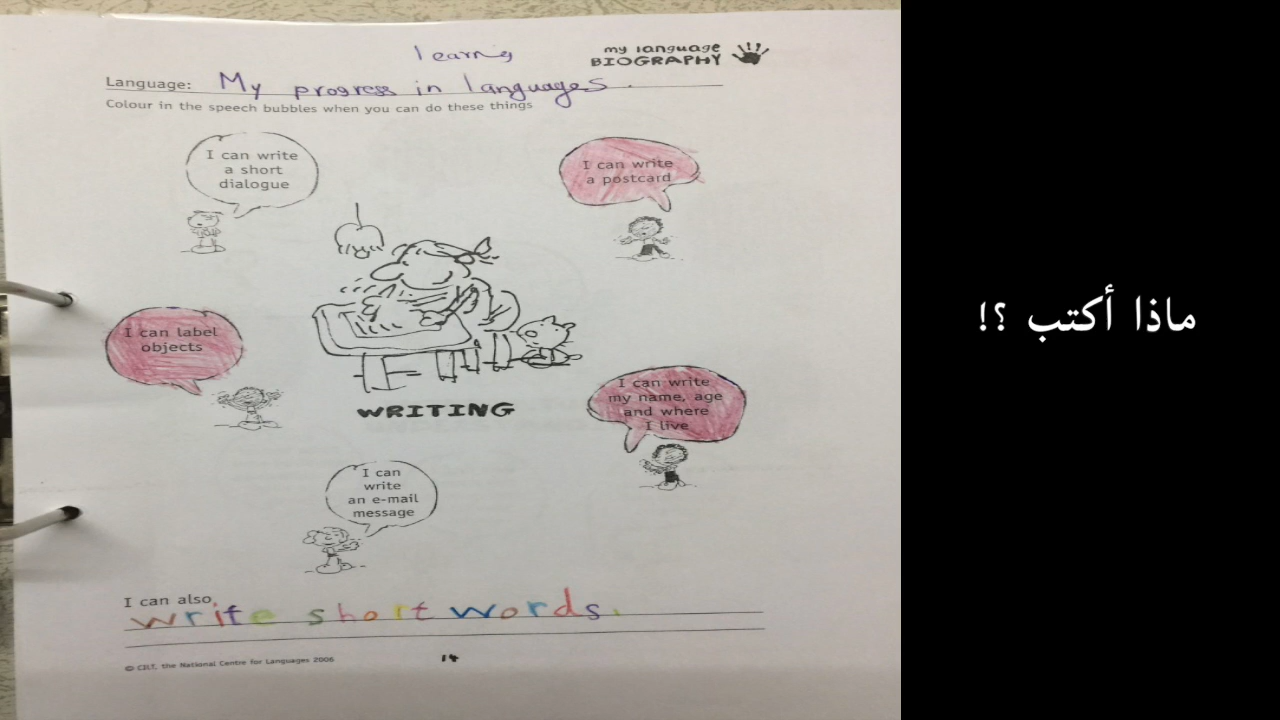 learng
my language
BIOGRAPHY
Language: My progress in languages.
Colour in the speech bubbles when you can do these things
I can write
a short
dialogue
I can write
a postcard
I can label
objects
WRITING
I can write
my name, age
and where
I live
I can
write
an e-mail
message
I can also
write short words.
© CILT, the National Centre for Languages 2006
14
ماذا أكتب ؟!